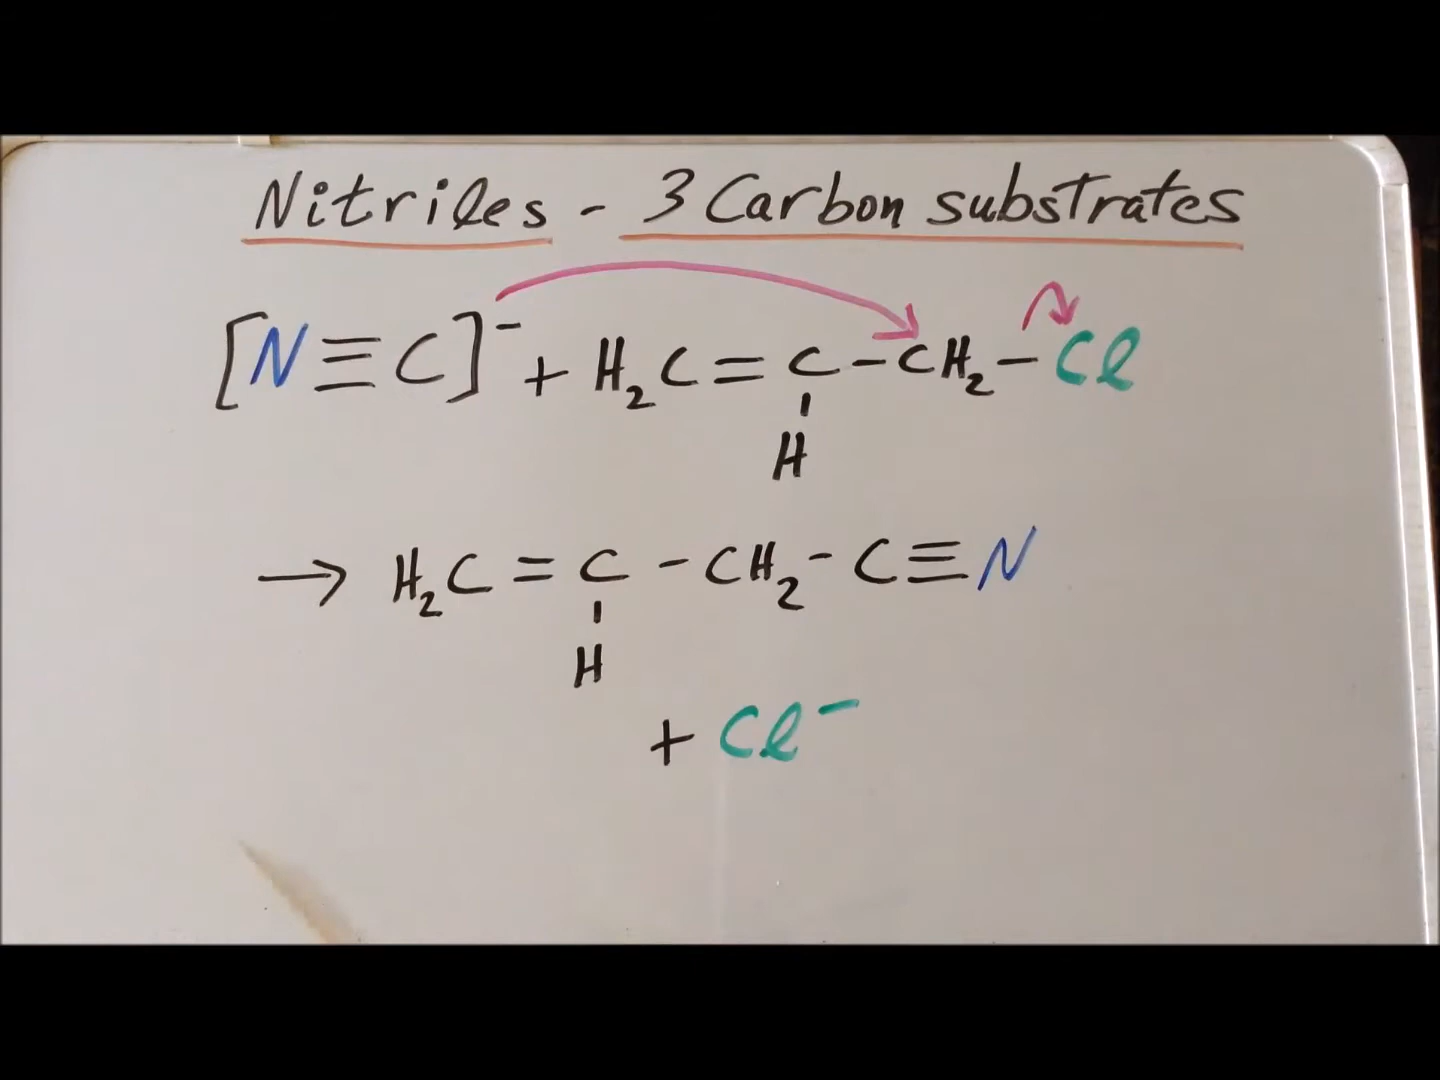 Nitriles - 3 Carbon substrates
[N≡C]⁻ + H₂C = C - CH₂ - Cl
H
→ H₂C = C - CH₂ - C≡N
H
+ Cl⁻